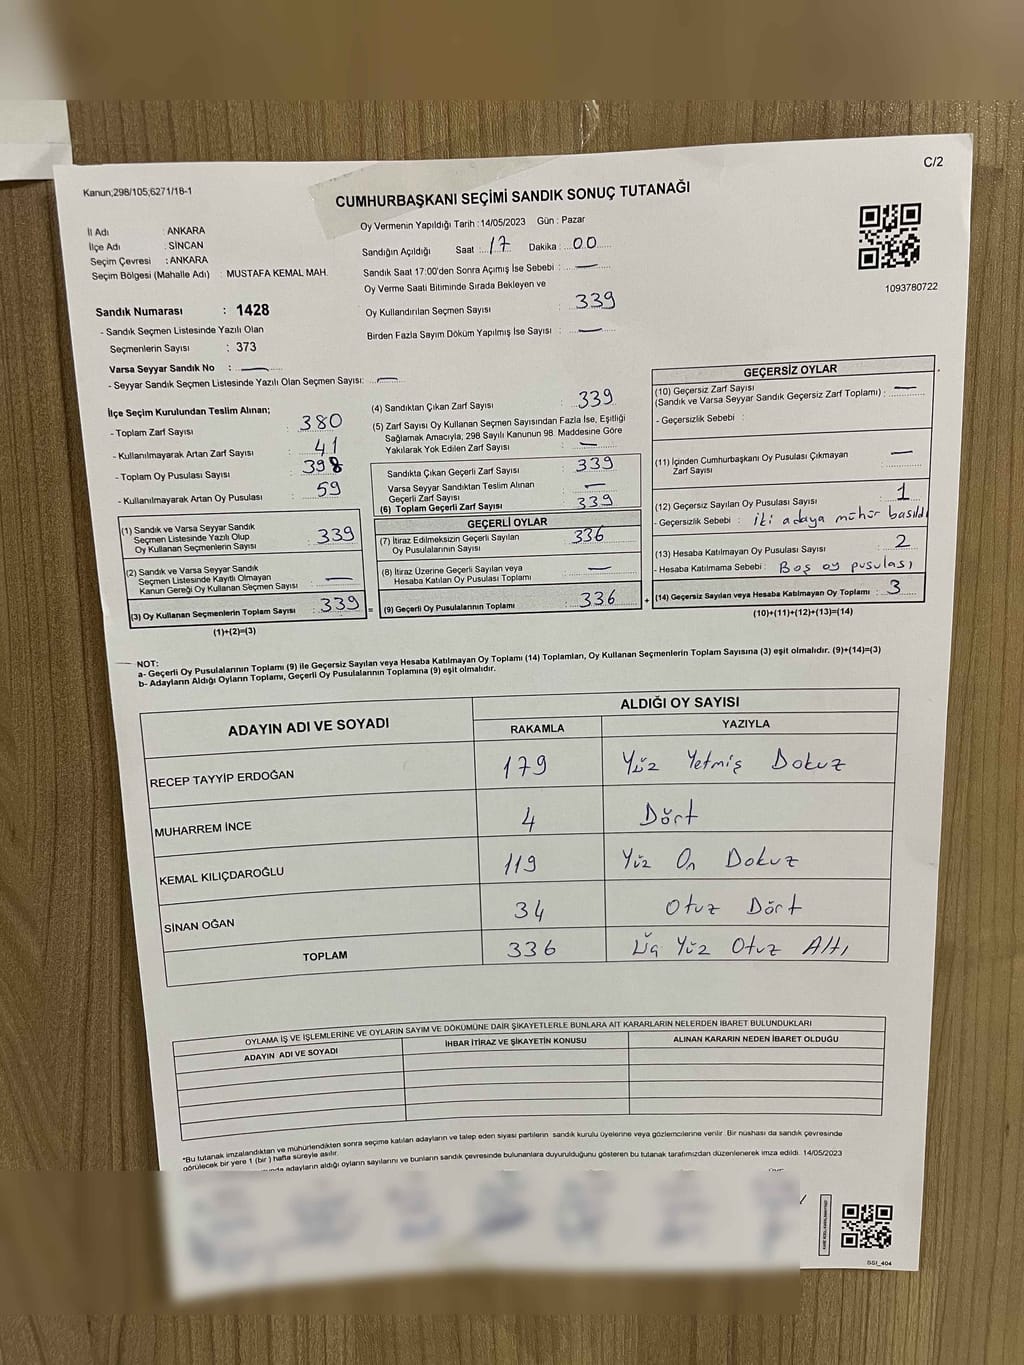 C/2
Kanun;298/105,6271/18-1
CUMHURBAŞKANI SEÇİMİ SANDIK SONUÇ TUTANAĞI
İl Adı : ANKARA
İlçe Adı : SİNCAN
Seçim Çevresi : ANKARA
Seçim Bölgesi (Mahalle Adı) : MUSTAFA KEMAL MAH.
Oy Vermenin Yapıldığı Tarih : 14/05/2023 Gün : Pazar
Sandığın Açıldığı Saat : 17 Dakika : 00
Sandık Saat 17:00'den Sonra Açımış İse Sebebi : —
Oy Verme Saati Bitiminde Sırada Bekleyen ve
Oy Kullandırılan Seçmen Sayısı : 339
Birden Fazla Sayım Döküm Yapılmış İse Sayısı : —
1093780722
Sandık Numarası : 1428
- Sandık Seçmen Listesinde Yazılı Olan
Seçmenlerin Sayısı : 373
Varsa Seyyar Sandık No : —
- Seyyar Sandık Seçmen Listesinde Yazılı Olan Seçmen Sayısı: —
İlçe Seçim Kurulundan Teslim Alınan;
- Toplam Zarf Sayısı : 380
- Kullanılmayarak Artan Zarf Sayısı : 41
- Toplam Oy Pusulası Sayısı : 398
- Kullanılmayarak Artan Oy Pusulası : 59
(1) Sandık ve Varsa Seyyar Sandık
Seçmen Listesinde Yazılı Olup
Oy Kullanan Seçmenlerin Sayısı : 339
(2) Sandık ve Varsa Seyyar Sandık
Seçmen Listesinde Kayıtlı Olmayan
Kanun Gereği Oy Kullanan Seçmen Sayısı : —
(3) Oy Kullanan Seçmenlerin Toplam Sayısı : 339 =
(1)+(2)=(3)
(4) Sandıktan Çıkan Zarf Sayısı : 339
(5) Zarf Sayısı Oy Kullanan Seçmen Sayısından Fazla İse, Eşitliği
Sağlamak Amacıyla, 298 Sayılı Kanunun 98. Maddesine Göre
Yakılarak Yok Edilen Zarf Sayısı : —
Sandıkta Çıkan Geçerli Zarf Sayısı : 339
Varsa Seyyar Sandıktan Teslim Alınan
Geçerli Zarf Sayısı : —
(6) Toplam Geçerli Zarf Sayısı : 339
GEÇERLİ OYLAR
(7) İtiraz Edilmeksizin Geçerli Sayılan
Oy Pusulalarının Sayısı : 336
(8) İtiraz Üzerine Geçerli Sayılan veya
Hesaba Katılan Oy Pusulası Toplamı : —
(9) Geçerli Oy Pusulalarının Toplamı : 336 +
GEÇERSİZ OYLAR
(10) Geçersiz Zarf Sayısı
(Sandık ve Varsa Seyyar Sandık Geçersiz Zarf Toplamı) : —
- Geçersizlik Sebebi :
(11) İçinden Cumhurbaşkanı Oy Pusulası Çıkmayan
Zarf Sayısı : —
(12) Geçersiz Sayılan Oy Pusulası Sayısı : 1
- Geçersizlik Sebebi : iki adaya mühür basıldı
(13) Hesaba Katılmayan Oy Pusulası Sayısı : 2
- Hesaba Katılmama Sebebi : Boş oy pusulası
(14) Geçersiz Sayılan veya Hesaba Katılmayan Oy Toplamı : 3
(10)+(11)+(12)+(13)=(14)
NOT:
a- Geçerli Oy Pusulalarının Toplamı (9) ile Geçersiz Sayılan veya Hesaba Katılmayan Oy Toplamı (14) Toplamları, Oy Kullanan Seçmenlerin Toplam Sayısına (3) eşit olmalıdır. (9)+(14)=(3)
b- Adayların Aldığı Oyların Toplamı, Geçerli Oy Pusulalarının Toplamına (9) eşit olmalıdır.
ADAYIN ADI VE SOYADI
ALDIĞI OY SAYISI
RAKAMLA YAZIYLA
RECEP TAYYİP ERDOĞAN 179 Yüz Yetmiş Dokuz
MUHARREM İNCE 4 Dört
KEMAL KILIÇDAROĞLU 119 Yüz On Dokuz
SİNAN OĞAN 34 Otuz Dört
TOPLAM 336 Üç Yüz Otuz Altı
OYLAMA İŞ VE İŞLEMLERİNE VE OYLARIN SAYIM VE DÖKÜMÜNE DAİR ŞİKAYETLERLE BUNLARA AİT KARARLARIN NELERDEN İBARET BULUNDUKLARI
ADAYIN ADI VE SOYADI İHBAR İTİRAZ VE ŞİKAYETİN KONUSU ALINAN KARARIN NEDEN İBARET OLDUĞU
*Bu tutanak imzalandıktan ve mühürlendikten sonra seçime katılan adayların ve talep eden siyasi partilerin sandık kurulu üyelerine veya gözlemcilerine verilir. Bir nüshası da sandık çevresinde
görülecek bir yere 1 (bir) hafta süreyle asılır.
adayların aldığı oyların sayılarını ve bunların sandık çevresinde bulunanlara duyurulduğunu gösteren bu tutanak tarafımızdan düzenlenerek imza edildi. 14/05/2023
SSI_404